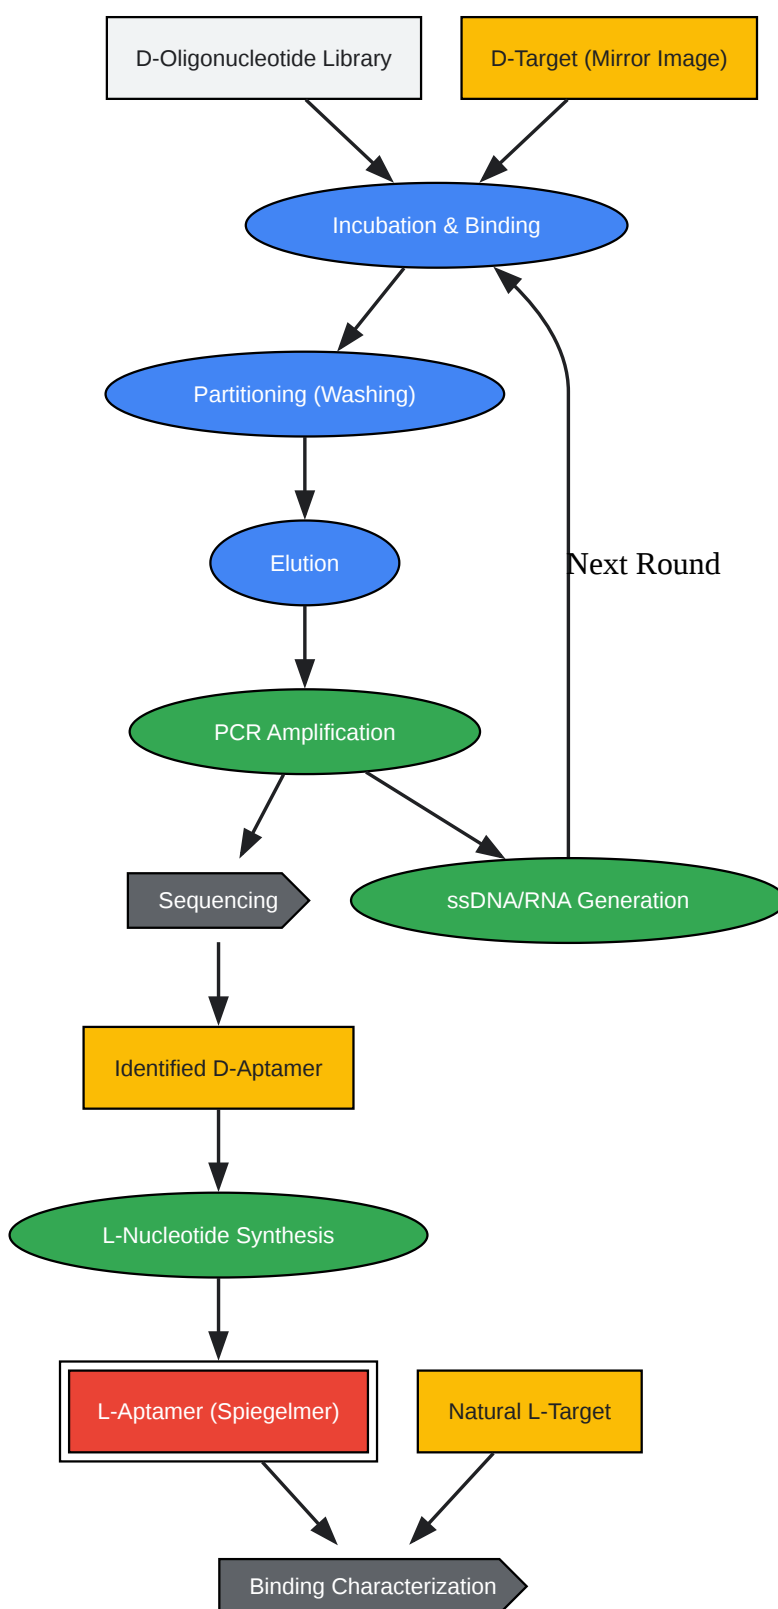 D-Oligonucleotide Library
D-Target (Mirror Image)
Incubation & Binding
Partitioning (Washing)
Elution
Next Round
PCR Amplification
Sequencing
ssDNA/RNA Generation
Identified D-Aptamer
L-Nucleotide Synthesis
L-Aptamer (Spiegelmer)
Natural L-Target
Binding Characterization